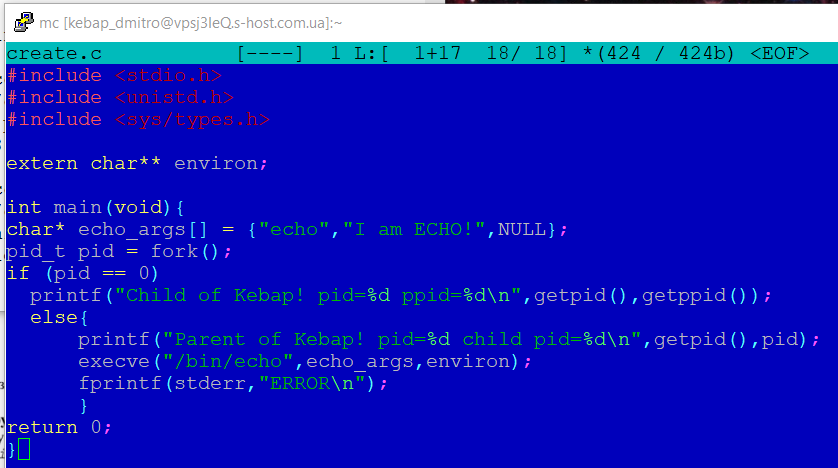 mc [kebap_dmitro@vpsj3leQ.s-host.com.ua]:~
create.c [----] 1 L:[ 1+17 18/ 18] *(424 / 424b) <EOF>
#include <stdio.h>
#include <unistd.h>
#include <sys/types.h>
extern char** environ;
int main(void){
char* echo_args[] = {"echo","I am ECHO!",NULL};
pid_t pid = fork();
if (pid == 0)
printf("Child of Kebap! pid=%d ppid=%d\n",getpid(),getppid());
else{
printf("Parent of Kebap! pid=%d child pid=%d\n",getpid(),pid);
execve("/bin/echo",echo_args,environ);
fprintf(stderr,"ERROR\n");
}
return 0;
}